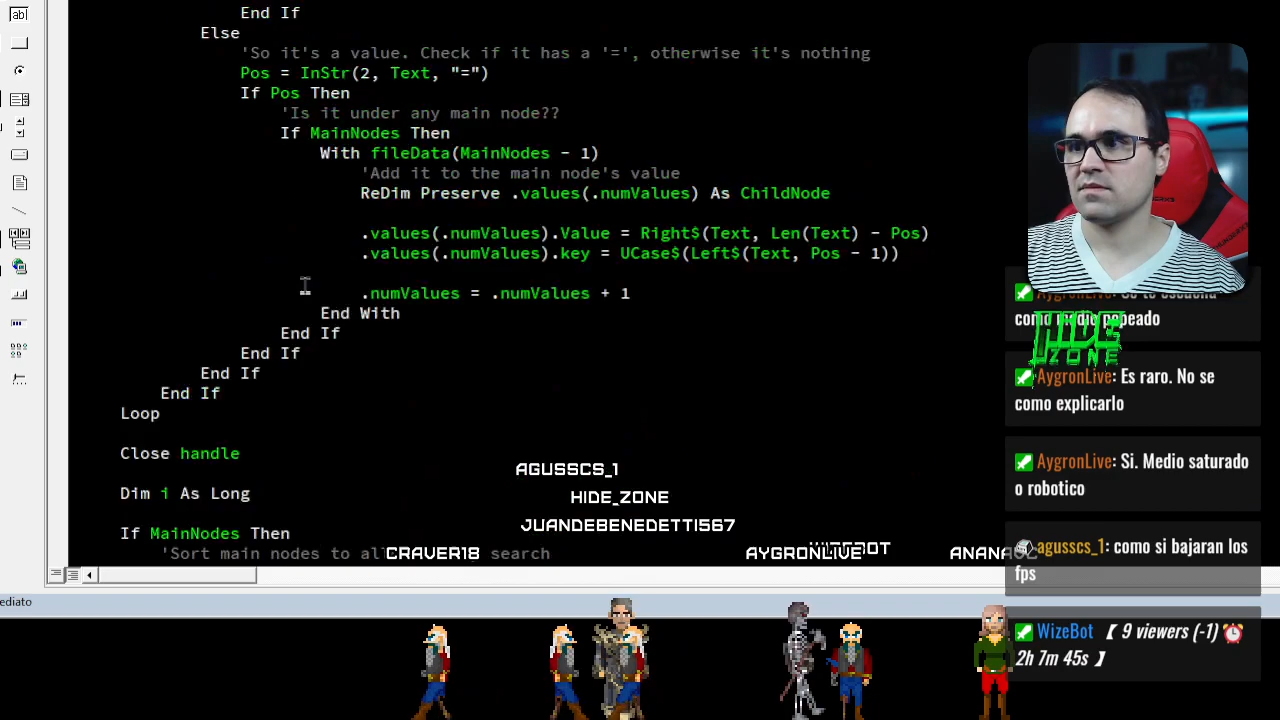 ab|
End If
Else
'So it's a value. Check if it has a '=', otherwise it's nothing
Pos = InStr(2, Text, "=")
If Pos Then
'Is it under any main node??
If MainNodes Then
With fileData(MainNodes - 1)
'Add it to the main node's value
ReDim Preserve .values(.numValues) As ChildNode
.values(.numValues).Value = Right$(Text, Len(Text) - Pos)
.values(.numValues).key = UCase$(Left$(Text, Pos - 1))
.numValues = .numValues + 1
End With
End If
End If
End If
End If
Loop
Close handle
Dim i As Long
If MainNodes Then
'Sort main nodes to al search
ediato
AGUSSCS_1
HIDE_ZONE
JUANDEBENEDETTI567
CRAVER18
AYGRONLIVE
como medio popeado
HIDE
ZONE
AygronLive: Es raro. No se
como explicarlo
AygronLive: Si. Medio saturado
o robotico
agusscs_1: como si bajaran los
fps
WizeBot 【 9 viewers (-1) ⏰
2h 7m 45s 】